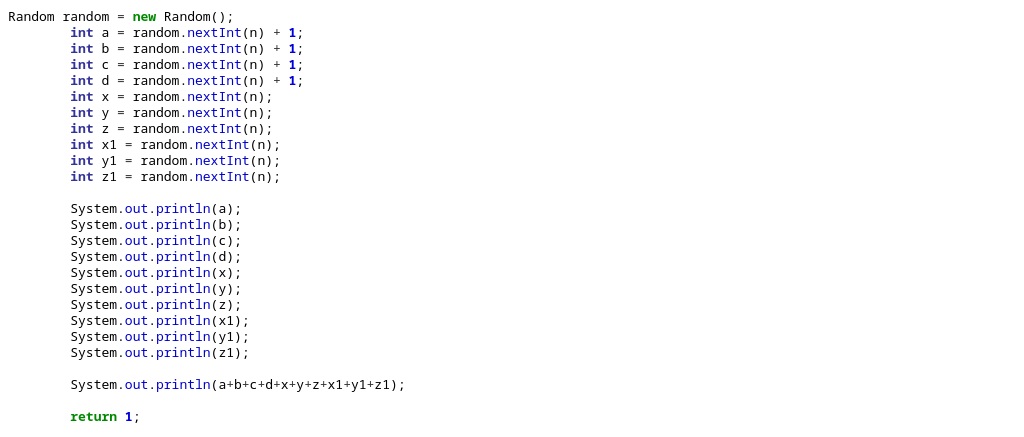 Random random = new Random();
        int a = random.nextInt(n) + 1;
        int b = random.nextInt(n) + 1;
        int c = random.nextInt(n) + 1;
        int d = random.nextInt(n) + 1;
        int x = random.nextInt(n);
        int y = random.nextInt(n);
        int z = random.nextInt(n);
        int x1 = random.nextInt(n);
        int y1 = random.nextInt(n);
        int z1 = random.nextInt(n);

        System.out.println(a);
        System.out.println(b);
        System.out.println(c);
        System.out.println(d);
        System.out.println(x);
        System.out.println(y);
        System.out.println(z);
        System.out.println(x1);
        System.out.println(y1);
        System.out.println(z1);

        System.out.println(a+b+c+d+x+y+z+x1+y1+z1);

        return 1;